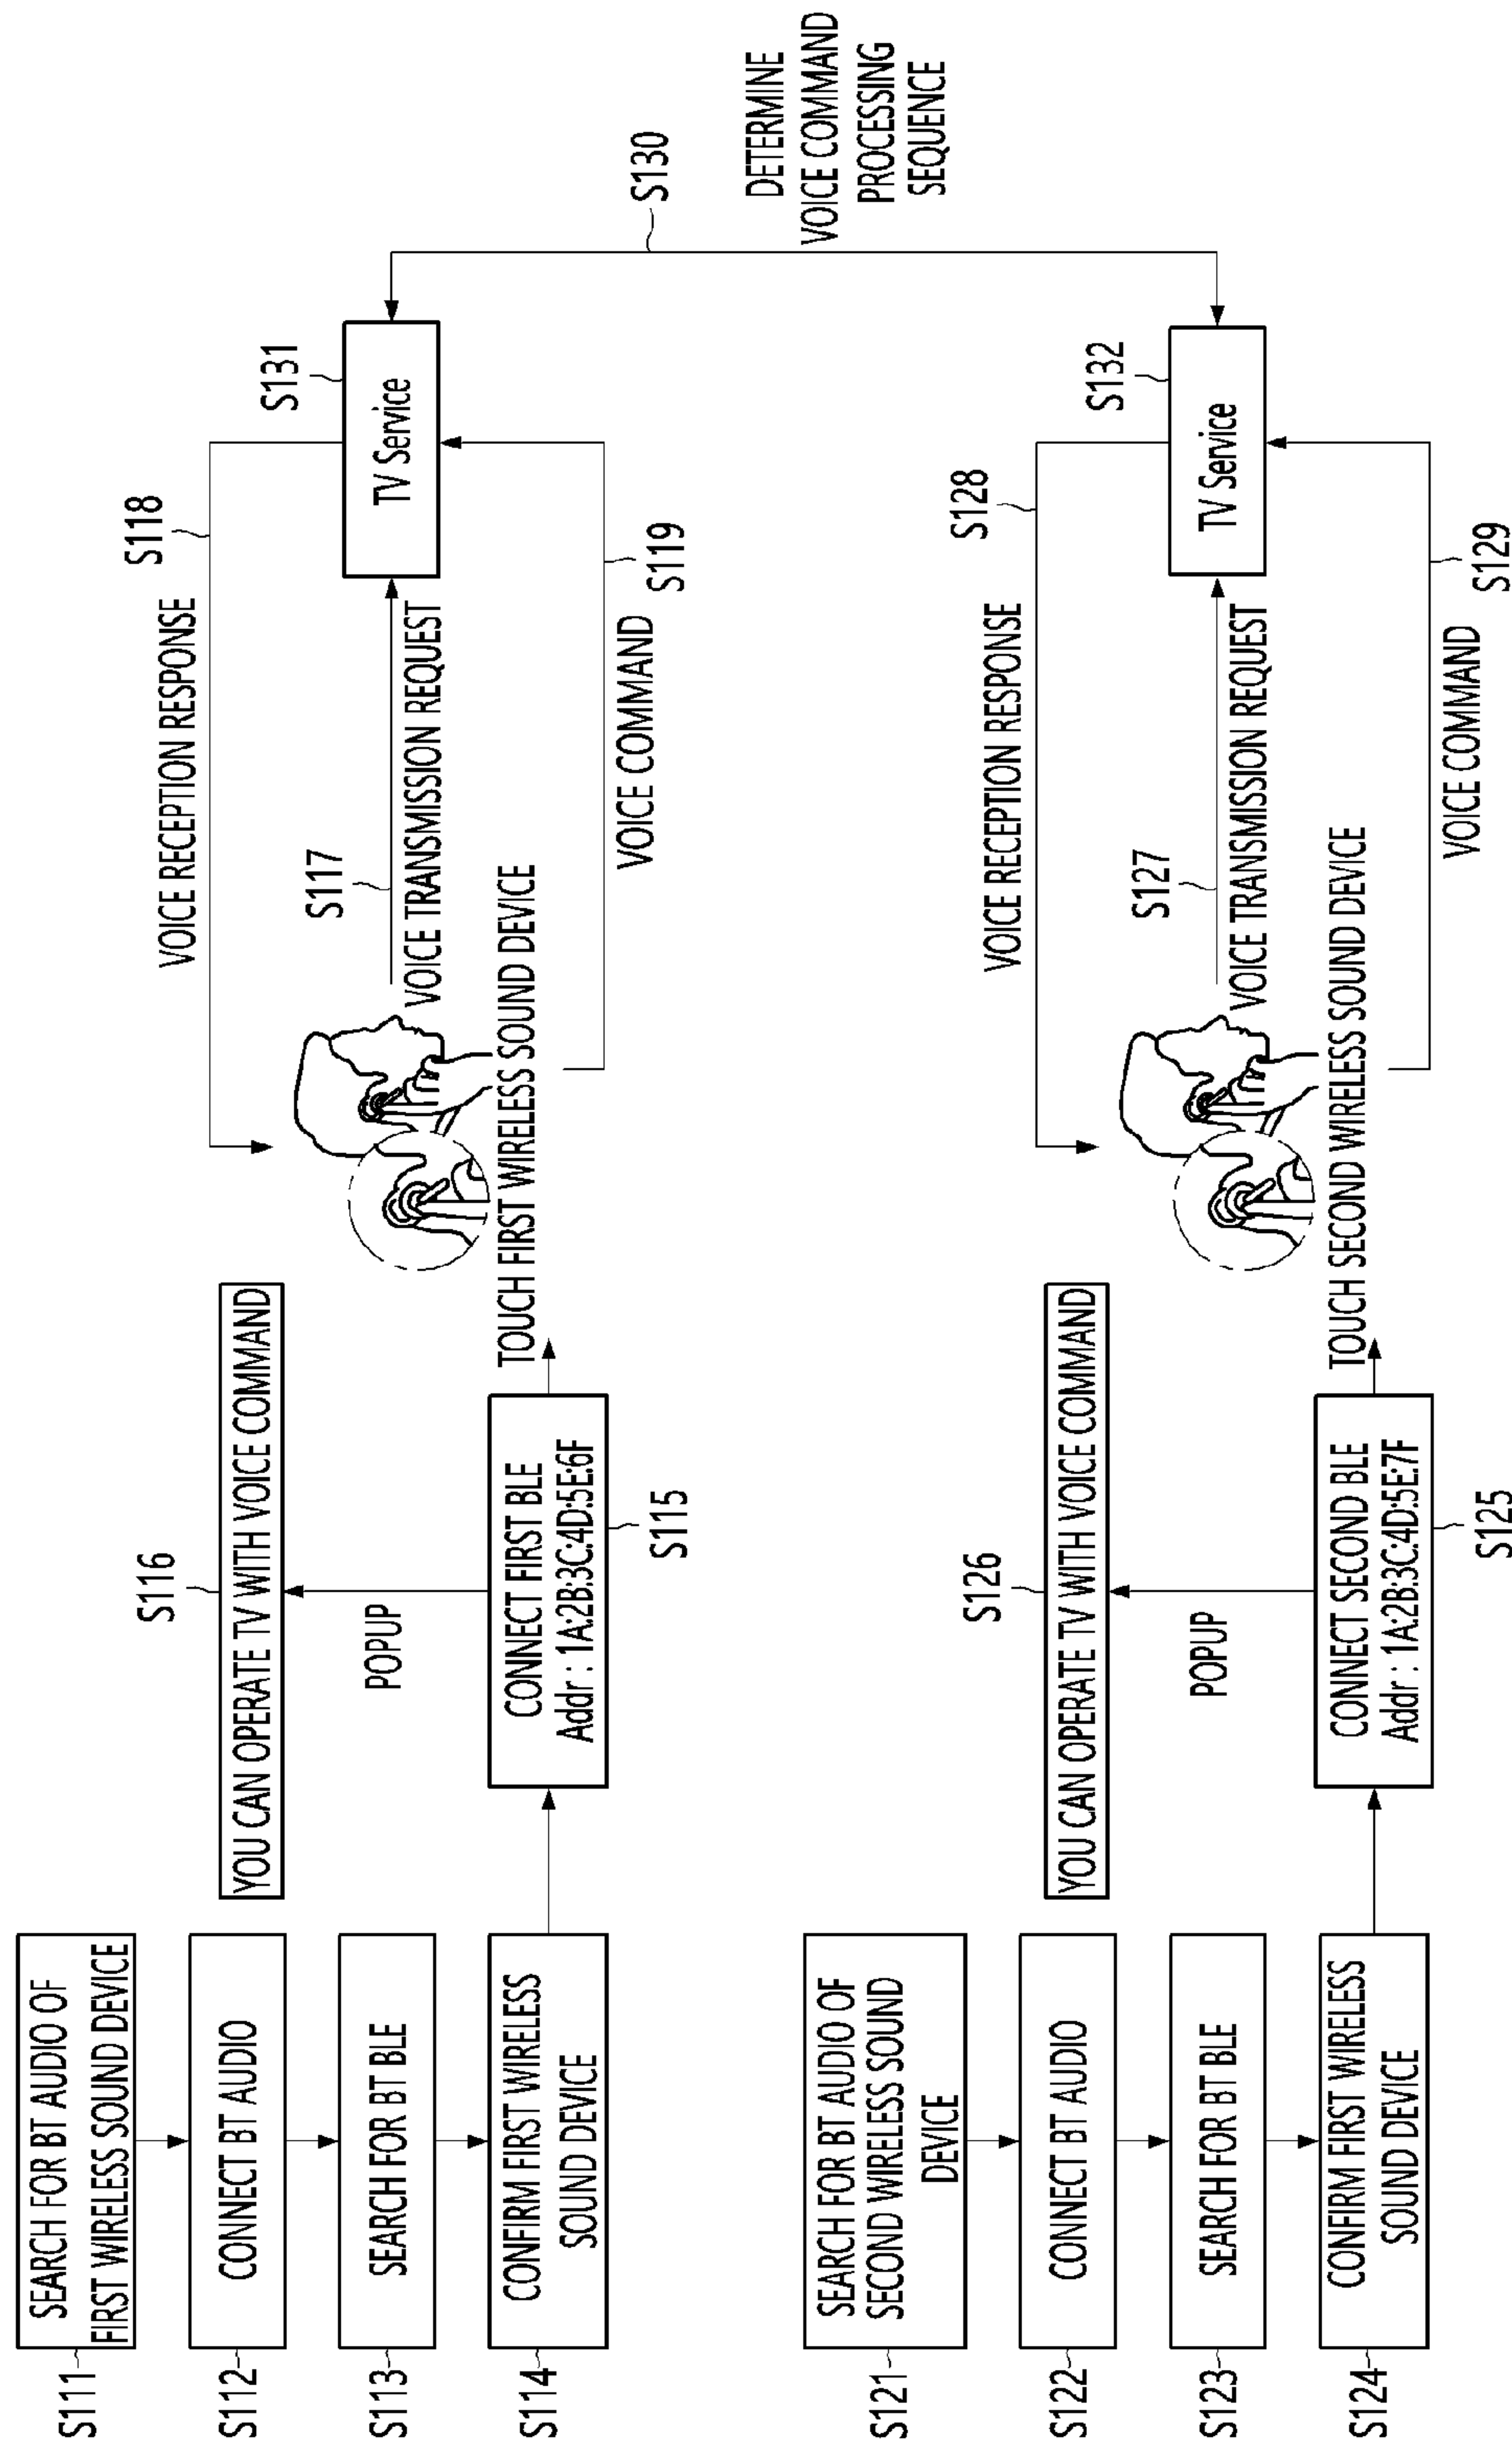 S111
SEARCH FOR BT AUDIO OF
FIRST WIRELESS SOUND DEVICE
S112
CONNECT BT AUDIO
S113
SEARCH FOR BT BLE
S114
CONFIRM FIRST WIRELESS
SOUND DEVICE
S116
YOU CAN OPERATE TV WITH VOICE COMMAND
POPUP
CONNECT FIRST BLE
Addr : 1A:2B:3C:4D:5E:6F
S115
TOUCH FIRST WIRELESS SOUND DEVICE
VOICE RECEPTION RESPONSE
S118
S117
VOICE TRANSMISSION REQUEST
VOICE COMMAND
S119
S131
TV Service
S130
DETERMINE
VOICE COMMAND
PROCESSING
SEQUENCE
S121
SEARCH FOR BT AUDIO OF
SECOND WIRELESS SOUND
DEVICE
S122
CONNECT BT AUDIO
S123
SEARCH FOR BT BLE
S124
CONFIRM FIRST WIRELESS
SOUND DEVICE
S126
YOU CAN OPERATE TV WITH VOICE COMMAND
POPUP
CONNECT SECOND BLE
Addr : 1A:2B:3C:4D:5E:7F
S125
TOUCH SECOND WIRELESS SOUND DEVICE
VOICE RECEPTION RESPONSE
S128
S127
VOICE TRANSMISSION REQUEST
VOICE COMMAND
S129
S132
TV Service